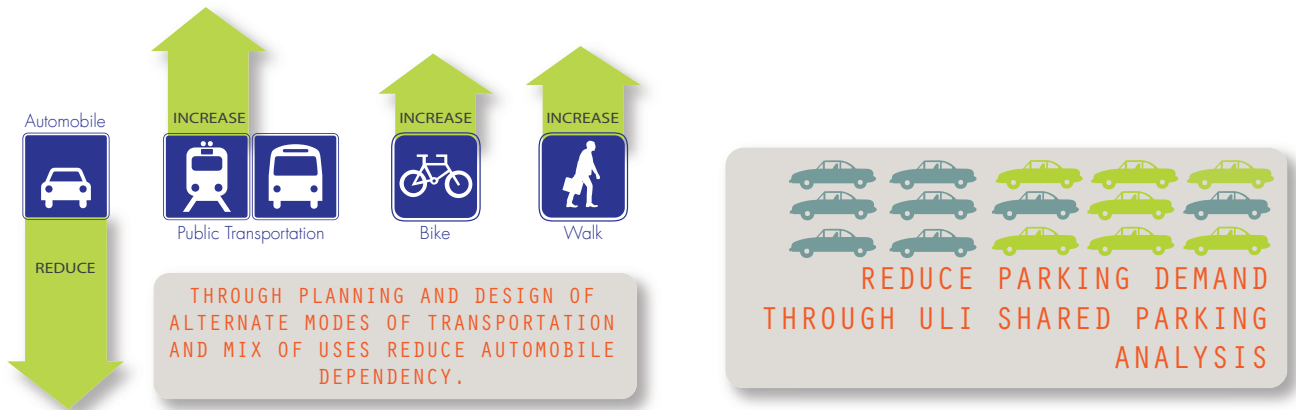 Automobile
REDUCE
INCREASE
Public Transportation
INCREASE
Bike
INCREASE
Walk
THROUGH PLANNING AND DESIGN OF
ALTERNATE MODES OF TRANSPORTATION
AND MIX OF USES REDUCE AUTOMOBILE
DEPENDENCY.
REDUCE PARKING DEMAND
THROUGH ULI SHARED PARKING
ANALYSIS